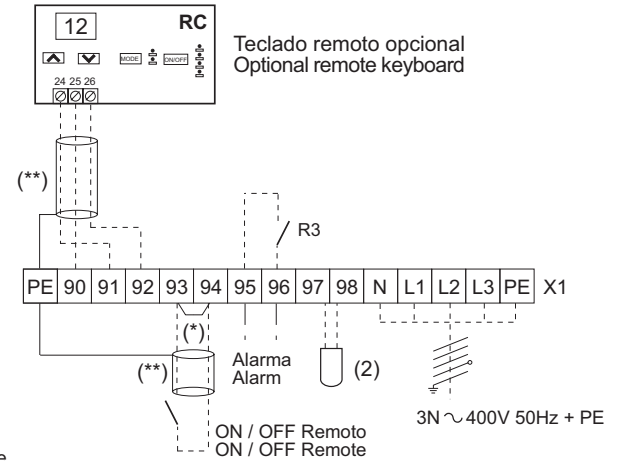 12 RC
Teclado remoto opcional
Optional remote keyboard
MODE ON/OFF
24 25 26
(**)
R3
PE 90 91 92 93 94 95 96 97 98 N L1 L2 L3 PE X1
(*)
(**)
Alarma
Alarm
(2)
3N ~ 400V 50Hz + PE
ON / OFF Remoto
ON / OFF Remote
e